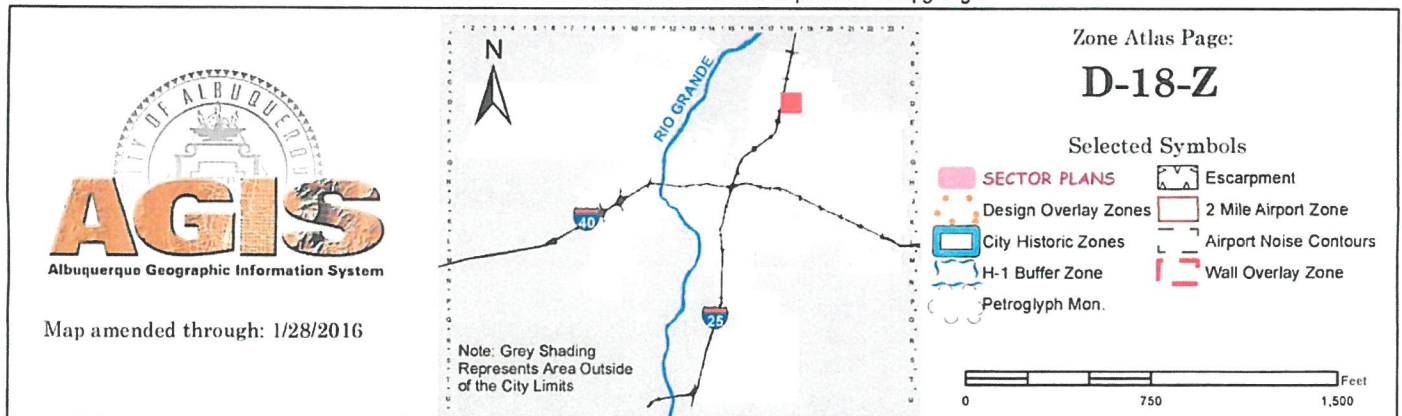 CITY OF ALBUQUERQUE
AGIS
Albuquerque Geographic Information System
Map amended through: 1/28/2016
N
RIO GRANDE
40
25
Note: Grey Shading
Represents Area Outside
of the City Limits
Zone Atlas Page:
D-18-Z
Selected Symbols
SECTOR PLANS
Escarpment
Design Overlay Zones
2 Mile Airport Zone
City Historic Zones
Airport Noise Contours
H-1 Buffer Zone
Wall Overlay Zone
Petroglyph Mon.
Feet
0 750 1,500